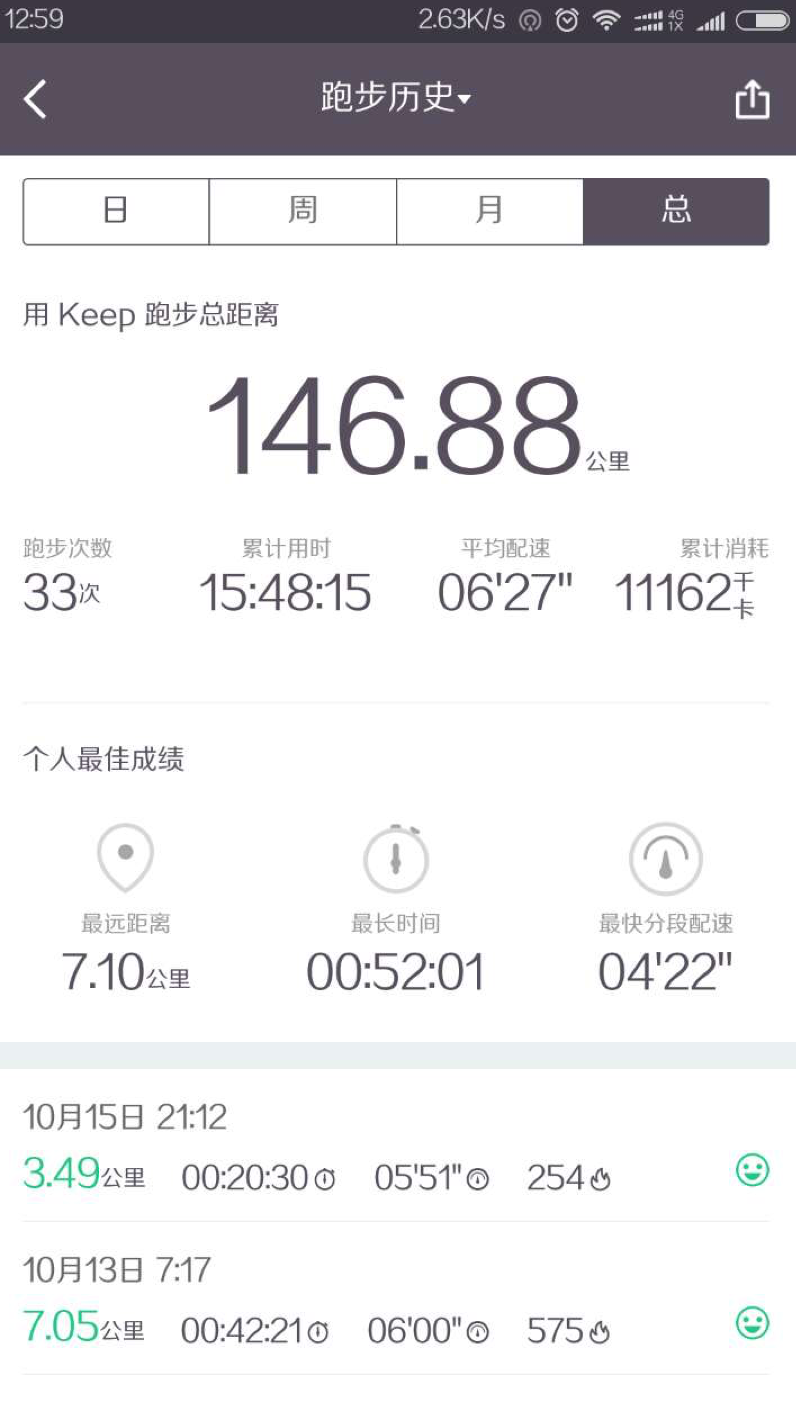 12:59 2.63K/s 4G 1X
跑步历史
日 周 月 总
用 Keep 跑步总距离
146.88公里
跑步次数 累计用时 平均配速 累计消耗
33次 15:48:15 06'27" 11162千卡
个人最佳成绩
最远距离 最长时间 最快分段配速
7.10公里 00:52:01 04'22"
10月15日 21:12
3.49公里 00:20:30 05'51" 254
10月13日 7:17
7.05公里 00:42:21 06'00" 575